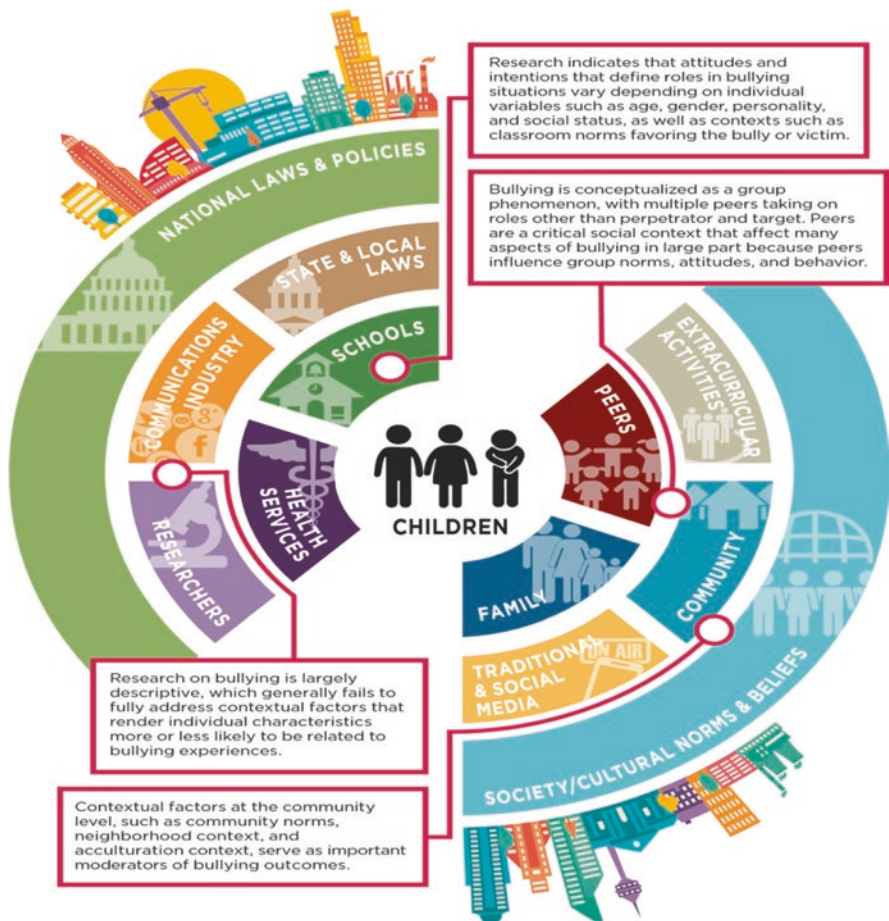 Research indicates that attitudes and
intentions that define roles in bullying
situations vary depending on individual
variables such as age, gender, personality,
and social status, as well as contexts such as
classroom norms favoring the bully or victim.
Bullying is conceptualized as a group
phenomenon, with multiple peers taking on
roles other than perpetrator and target. Peers
are a critical social context that affect many
aspects of bullying in large part because peers
influence group norms, attitudes, and behavior.
NATIONAL LAWS & POLICIES
STATE & LOCAL
LAWS
SCHOOLS
COMMUNICATIONS
INDUSTRY
HEALTH
SERVICES
RESEARCHERS
CHILDREN
PEERS
EXTRACURRICULAR
ACTIVITIES
COMMUNITY
FAMILY
ON AIR
TRADITIONAL
& SOCIAL
MEDIA
SOCIETY/CULTURAL NORMS & BELIEFS
Research on bullying is largely
descriptive, which generally fails to
fully address contextual factors that
render individual characteristics
more or less likely to be related to
bullying experiences.
Contextual factors at the community
level, such as community norms,
neighborhood context, and
acculturation context, serve as important
moderators of bullying outcomes.